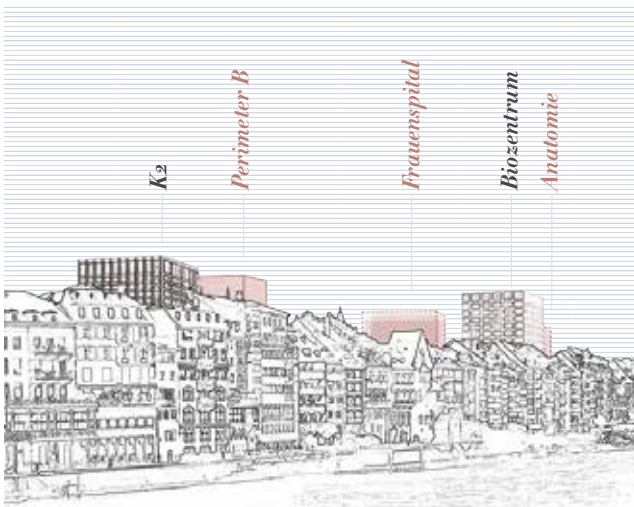 K2
Perimeter B
Frauenspital
Biozentrum
Anatomie